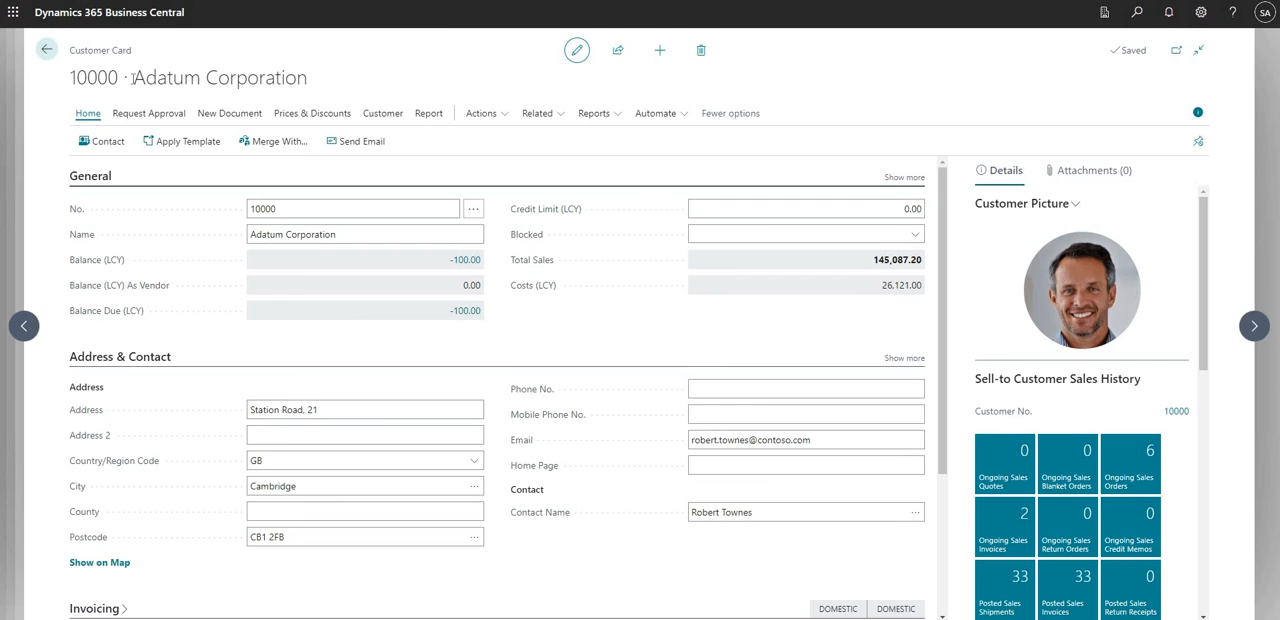 Dynamics 365 Business Central
?
SA
Customer Card
Saved
10000 · Adatum Corporation
Home Request Approval New Document Prices & Discounts Customer Report Actions Related Reports Automate Fewer options
Contact Apply Template Merge With... Send Email
General Show more
No. 10000 ...
Name Adatum Corporation
Balance (LCY) -100.00
Balance (LCY) As Vendor 0.00
Balance Due (LCY) -100.00
Credit Limit (LCY) 0.00
Blocked
Total Sales 145,087.20
Costs (LCY) 26,121.00
Address & Contact Show more
Address
Address Station Road, 21
Address 2
Country/Region Code GB
City Cambridge ...
County
Postcode CB1 2FB ...
Show on Map
Phone No.
Mobile Phone No.
Email robert.townes@contoso.com
Home Page
Contact
Contact Name Robert Townes ...
Invoicing > DOMESTIC DOMESTIC
Details Attachments (0)
Customer Picture
Sell-to Customer Sales History
Customer No. 10000
0
Ongoing Sales
Quotes
0
Ongoing Sales
Blanket Orders
6
Ongoing Sales
Orders
2
Ongoing Sales
Invoices
0
Ongoing Sales
Return Orders
0
Ongoing Sales
Credit Memos
33
Posted Sales
Shipments
33
Posted Sales
Invoices
0
Posted Sales
Return Receipts